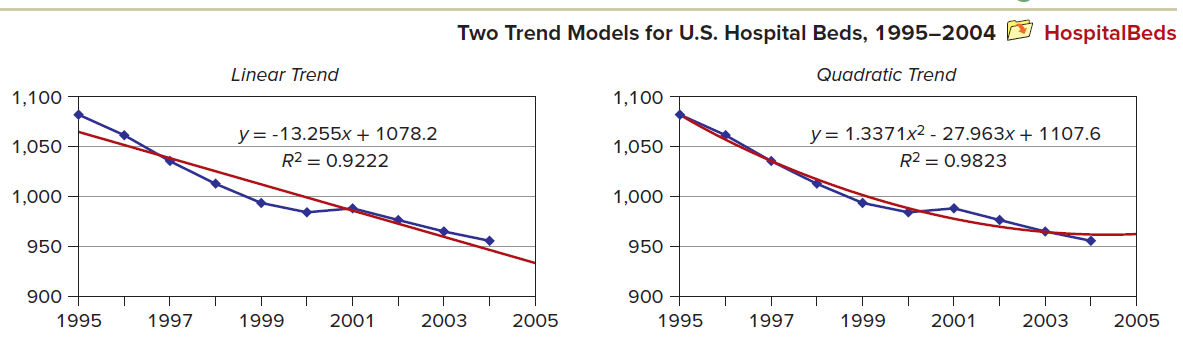 Two Trend Models for U.S. Hospital Beds, 1995–2004 HospitalBeds
Linear Trend
1,100
1,050
1,000
950
900
y = -13.255x + 1078.2
R² = 0.9222
1995 1997 1999 2001 2003 2005
Quadratic Trend
1,100
1,050
1,000
950
900
y = 1.3371x² - 27.963x + 1107.6
R² = 0.9823
1995 1997 1999 2001 2003 2005